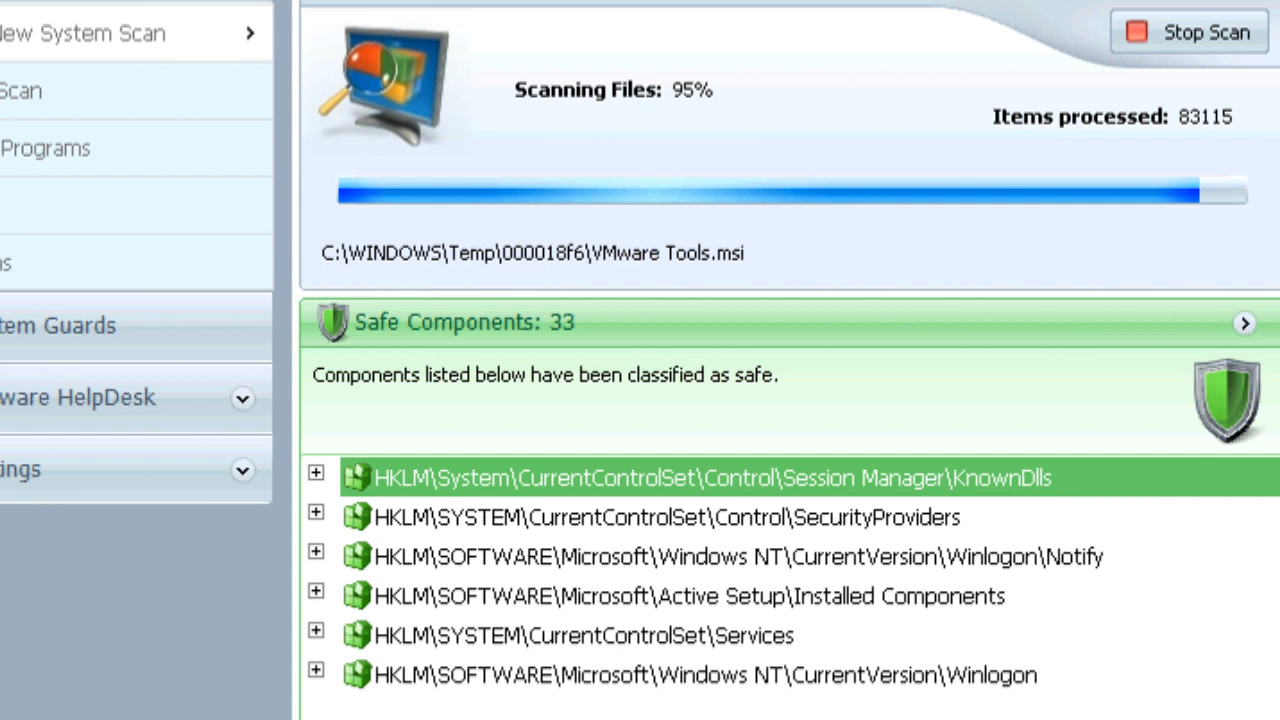 New System Scan
Stop Scan
Scan
Scanning Files: 95%
Items processed: 83115
Programs
C:\WINDOWS\Temp\000018f6\VMware Tools.msi
Safe Components: 33
tem Guards
Components listed below have been classified as safe.
ware HelpDesk
ings
HKLM\System\CurrentControlSet\Control\Session Manager\KnownDlls
HKLM\SYSTEM\CurrentControlSet\Control\SecurityProviders
HKLM\SOFTWARE\Microsoft\Windows NT\CurrentVersion\Winlogon\Notify
HKLM\SOFTWARE\Microsoft\Active Setup\Installed Components
HKLM\SYSTEM\CurrentControlSet\Services
HKLM\SOFTWARE\Microsoft\Windows NT\CurrentVersion\Winlogon